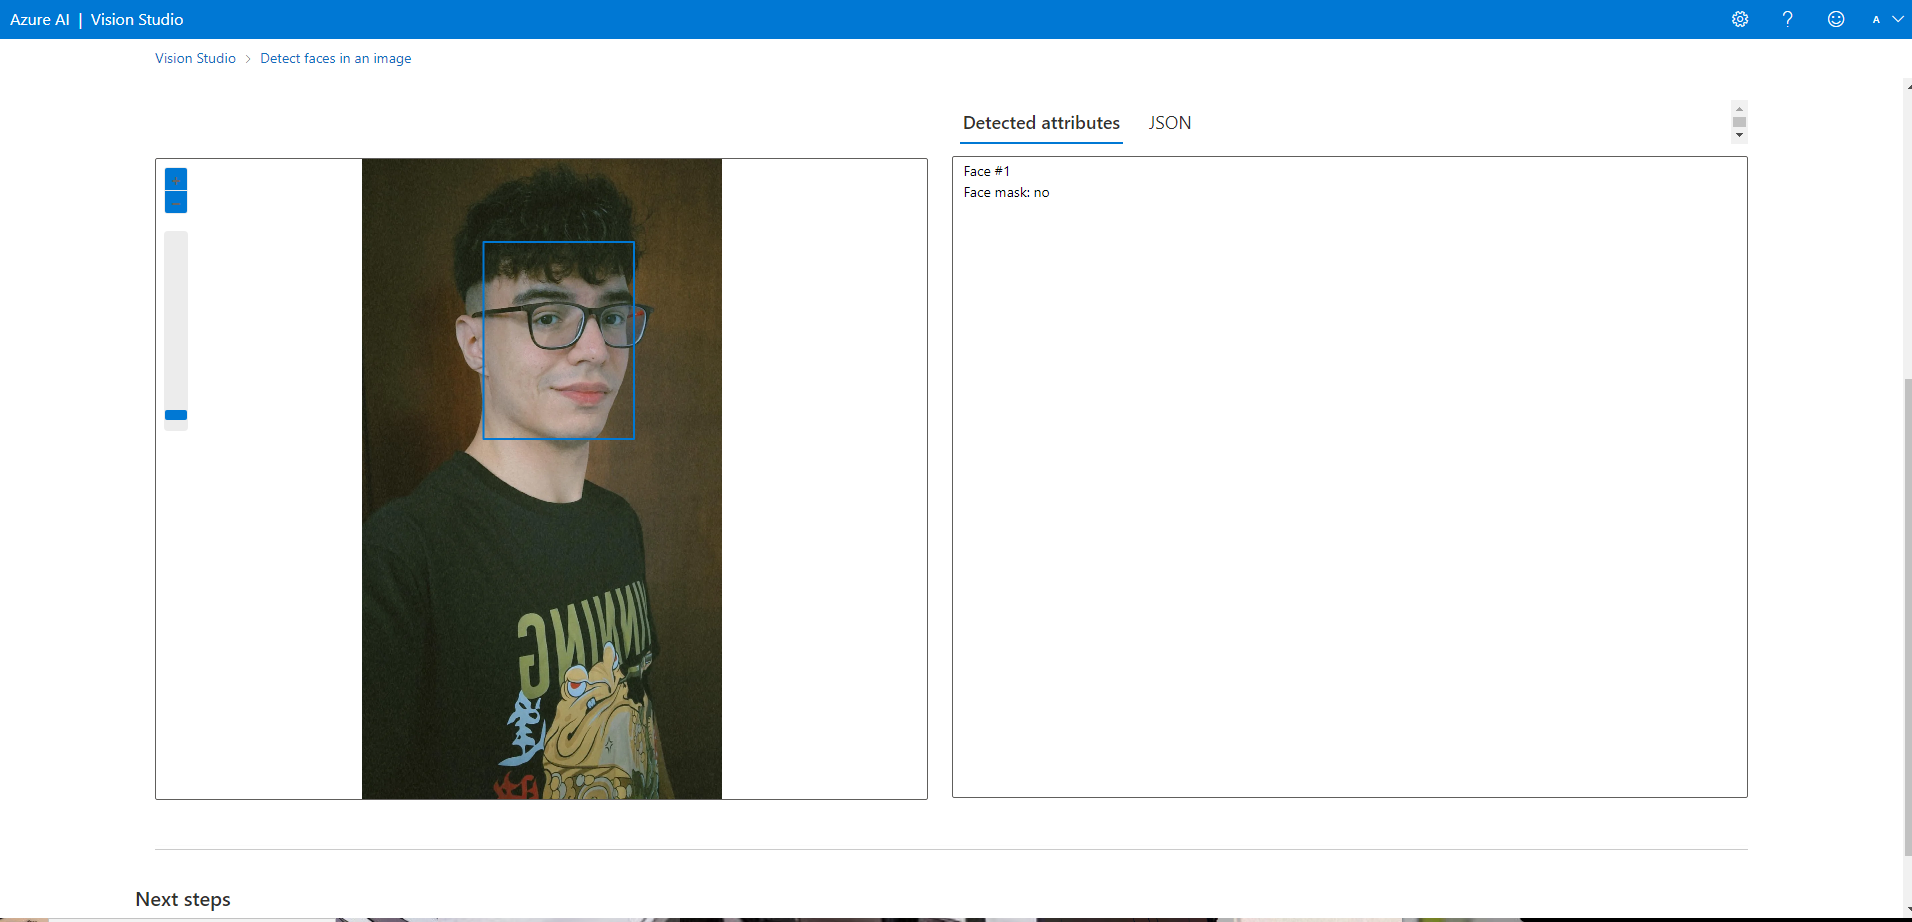 Azure AI | Vision Studio
A
Vision Studio > Detect faces in an image
Detected attributes JSON
Face #1
Face mask: no
WINNING
Next steps